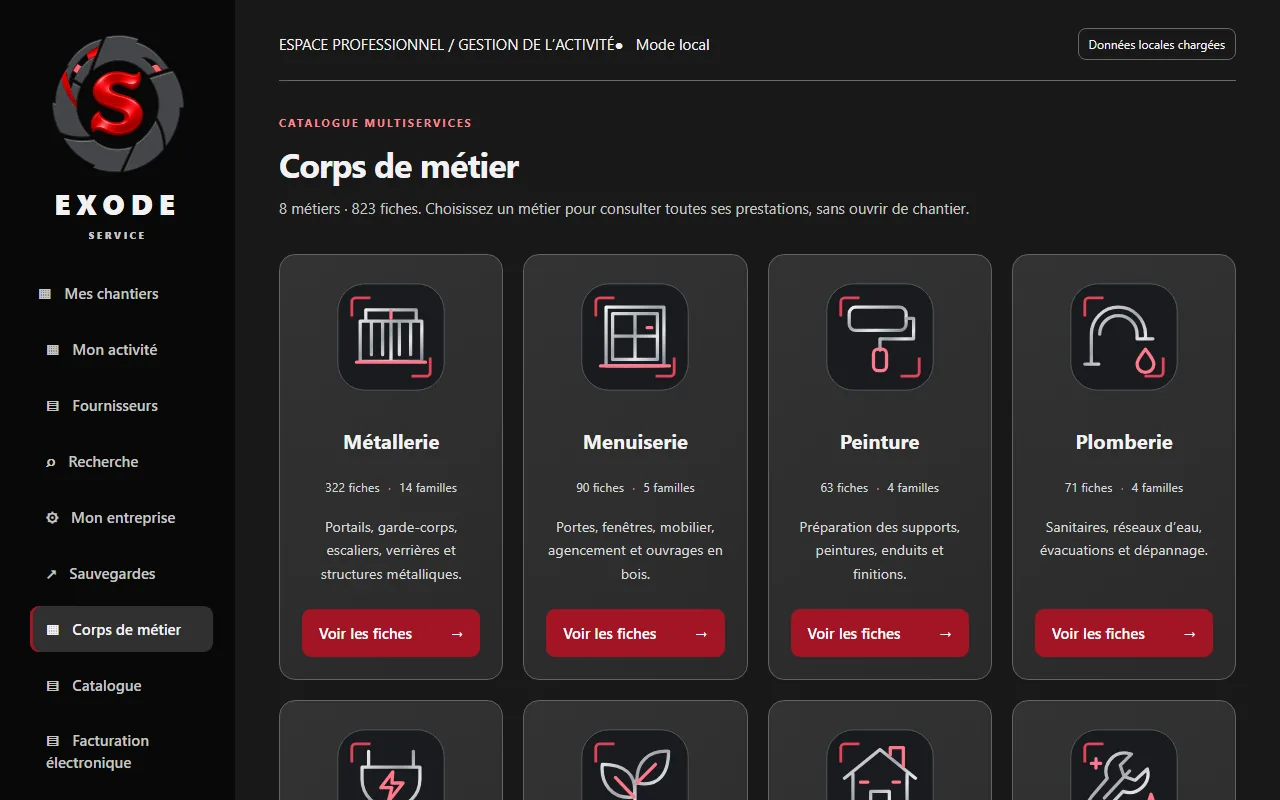 S
EXODE
SERVICE
Mes chantiers
Mon activité
Fournisseurs
Recherche
Mon entreprise
Sauvegardes
Corps de métier
Catalogue
Facturation
électronique
ESPACE PROFESSIONNEL / GESTION DE L’ACTIVITÉ● Mode local
Données locales chargées
CATALOGUE MULTISERVICES
Corps de métier
8 métiers · 823 fiches. Choisissez un métier pour consulter toutes ses prestations, sans ouvrir de chantier.
Métallerie
322 fiches · 14 familles
Portails, garde-corps,
escaliers, verrières et
structures métalliques.
Voir les fiches →
Menuiserie
90 fiches · 5 familles
Portes, fenêtres, mobilier,
agencement et ouvrages en
bois.
Voir les fiches →
Peinture
63 fiches · 4 familles
Préparation des supports,
peintures, enduits et
finitions.
Voir les fiches →
Plomberie
71 fiches · 4 familles
Sanitaires, réseaux d’eau,
évacuations et dépannage.
Voir les fiches →